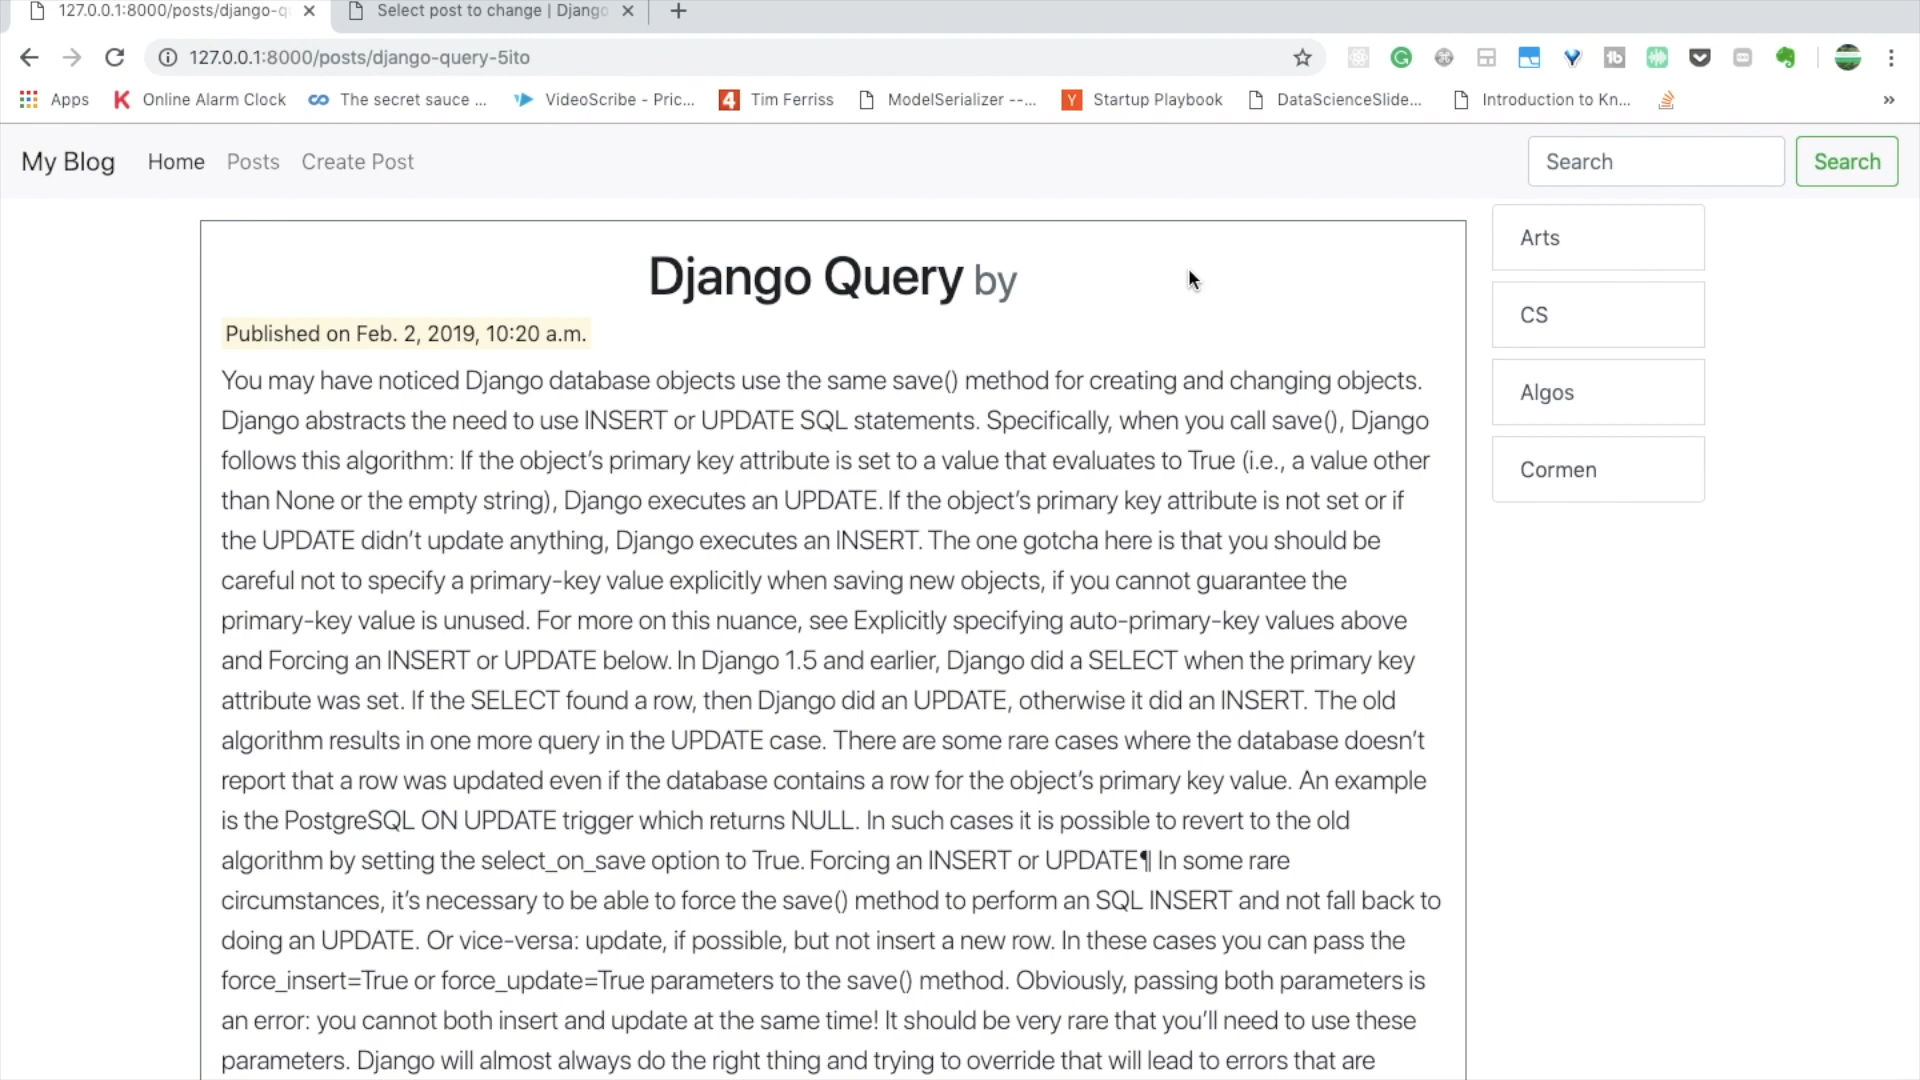 127.0.0.1:8000/posts/django-q
Select post to change | Django
127.0.0.1:8000/posts/django-query-5ito
Apps
Online Alarm Clock
The secret sauce ...
VideoScribe - Pric...
4
Tim Ferriss
ModelSerializer --...
Y
Startup Playbook
DataScienceSlide...
Introduction to Kn...
»
My Blog
Home
Posts
Create Post
Search
Search
Arts
CS
Algos
Cormen
Django Query by
Published on Feb. 2, 2019, 10:20 a.m.
You may have noticed Django database objects use the same save() method for creating and changing objects.
Django abstracts the need to use INSERT or UPDATE SQL statements. Specifically, when you call save(), Django
follows this algorithm: If the object’s primary key attribute is set to a value that evaluates to True (i.e., a value other
than None or the empty string), Django executes an UPDATE. If the object’s primary key attribute is not set or if
the UPDATE didn’t update anything, Django executes an INSERT. The one gotcha here is that you should be
careful not to specify a primary-key value explicitly when saving new objects, if you cannot guarantee the
primary-key value is unused. For more on this nuance, see Explicitly specifying auto-primary-key values above
and Forcing an INSERT or UPDATE below. In Django 1.5 and earlier, Django did a SELECT when the primary key
attribute was set. If the SELECT found a row, then Django did an UPDATE, otherwise it did an INSERT. The old
algorithm results in one more query in the UPDATE case. There are some rare cases where the database doesn’t
report that a row was updated even if the database contains a row for the object’s primary key value. An example
is the PostgreSQL ON UPDATE trigger which returns NULL. In such cases it is possible to revert to the old
algorithm by setting the select_on_save option to True. Forcing an INSERT or UPDATE¶ In some rare
circumstances, it’s necessary to be able to force the save() method to perform an SQL INSERT and not fall back to
doing an UPDATE. Or vice-versa: update, if possible, but not insert a new row. In these cases you can pass the
force_insert=True or force_update=True parameters to the save() method. Obviously, passing both parameters is
an error: you cannot both insert and update at the same time! It should be very rare that you’ll need to use these
parameters. Django will almost always do the right thing and trying to override that will lead to errors that are